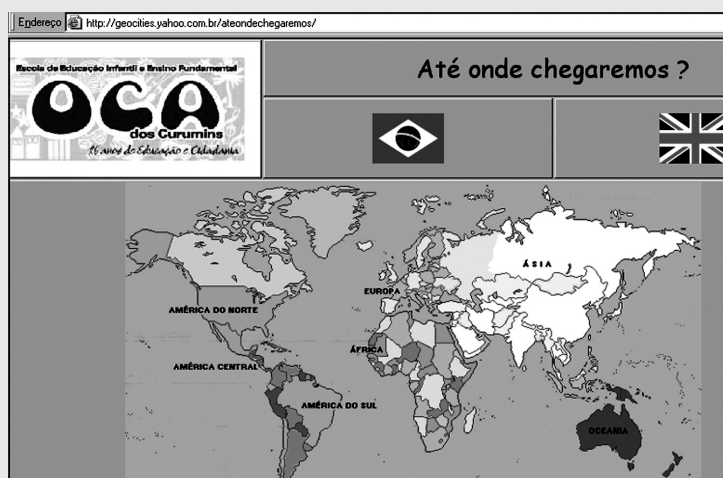 Endereço http://geocities.yahoo.com.br/ateondechegaremos/
Escola de Educação Infantil e Ensino Fundamental
OCA
dos Curumins
16 anos de Educação e Cidadania
Até onde chegaremos ?
ÁSIA
EUROPA
AMÉRICA DO NORTE
ÁFRICA
AMÉRICA CENTRAL
AMÉRICA DO SUL
OCEANIA